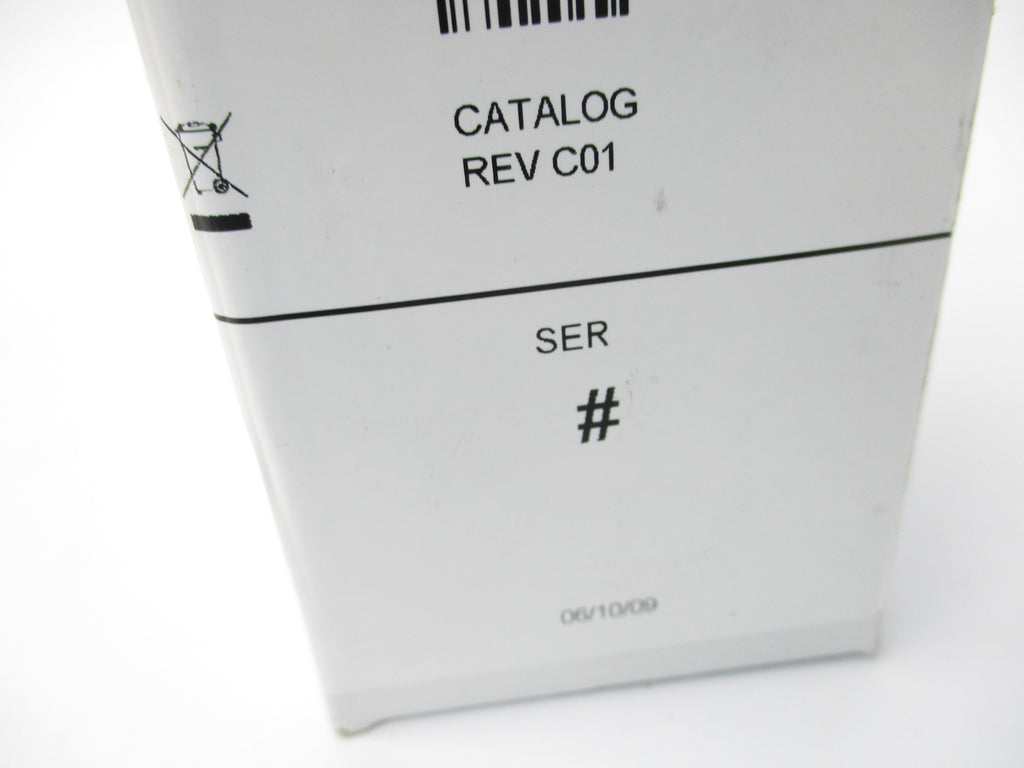 CATALOG
REV C01
SER
#
06/10/09